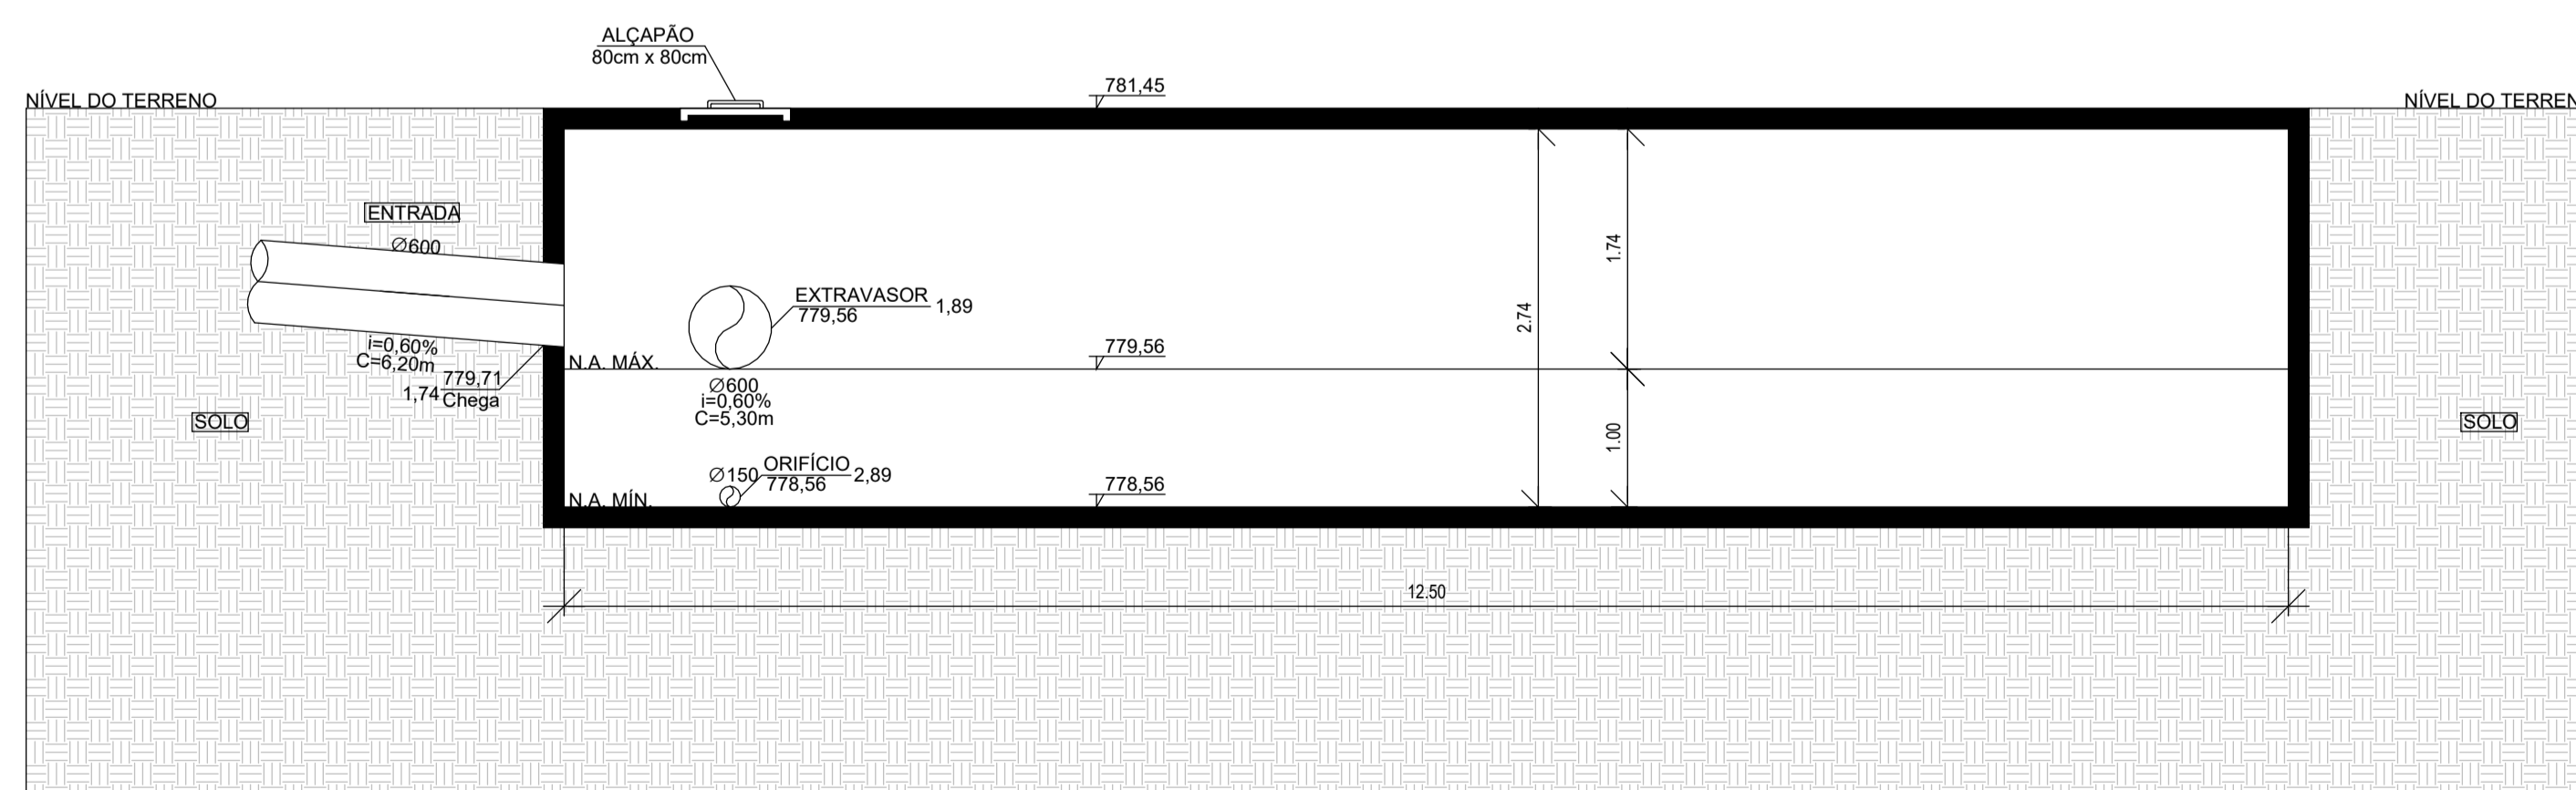 ALÇAPÃO
80cm x 80cm
NÍVEL DO TERRENO
781,45
NÍVEL DO TERREN
ENTRADA
Ø600
1.74
EXTRAVASOR 1,89
779,56
2.74
i=0,60%
C=6,20m
N.A. MÁX.
779,56
779,71
1,74 Chega
Ø600
i=0,60%
C=5,30m
SOLO
SOLO
1.00
Ø150
ORIFÍCIO 2,89
778,56
N.A. MÍN.
778,56
12.50